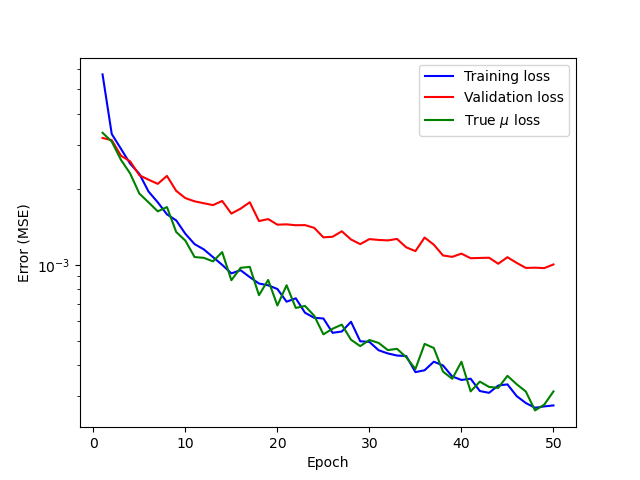 Training loss
Validation loss
True μ loss
Error (MSE)
10⁻³
0 10 20 30 40 50
Epoch